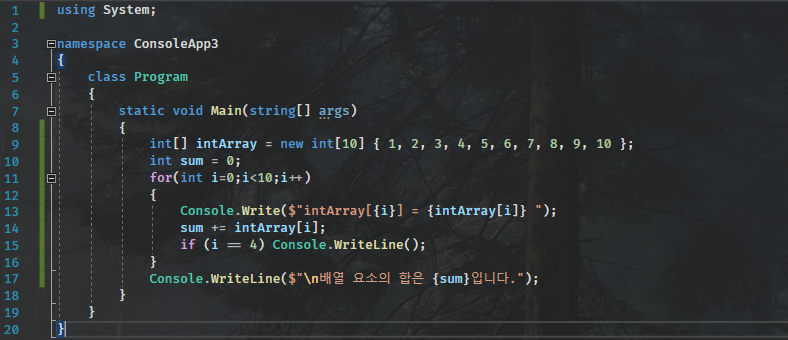 1 using System;
2
3 namespace ConsoleApp3
4 {
5 class Program
6 {
7 static void Main(string[] args)
8 {
9 int[] intArray = new int[10] { 1, 2, 3, 4, 5, 6, 7, 8, 9, 10 };
10 int sum = 0;
11 for(int i=0;i<10;i++)
12 {
13 Console.Write($"intArray[{i}] = {intArray[i]} ");
14 sum += intArray[i];
15 if (i == 4) Console.WriteLine();
16 }
17 Console.WriteLine($"\n배열 요소의 합은 {sum}입니다.");
18 }
19 }
20 }